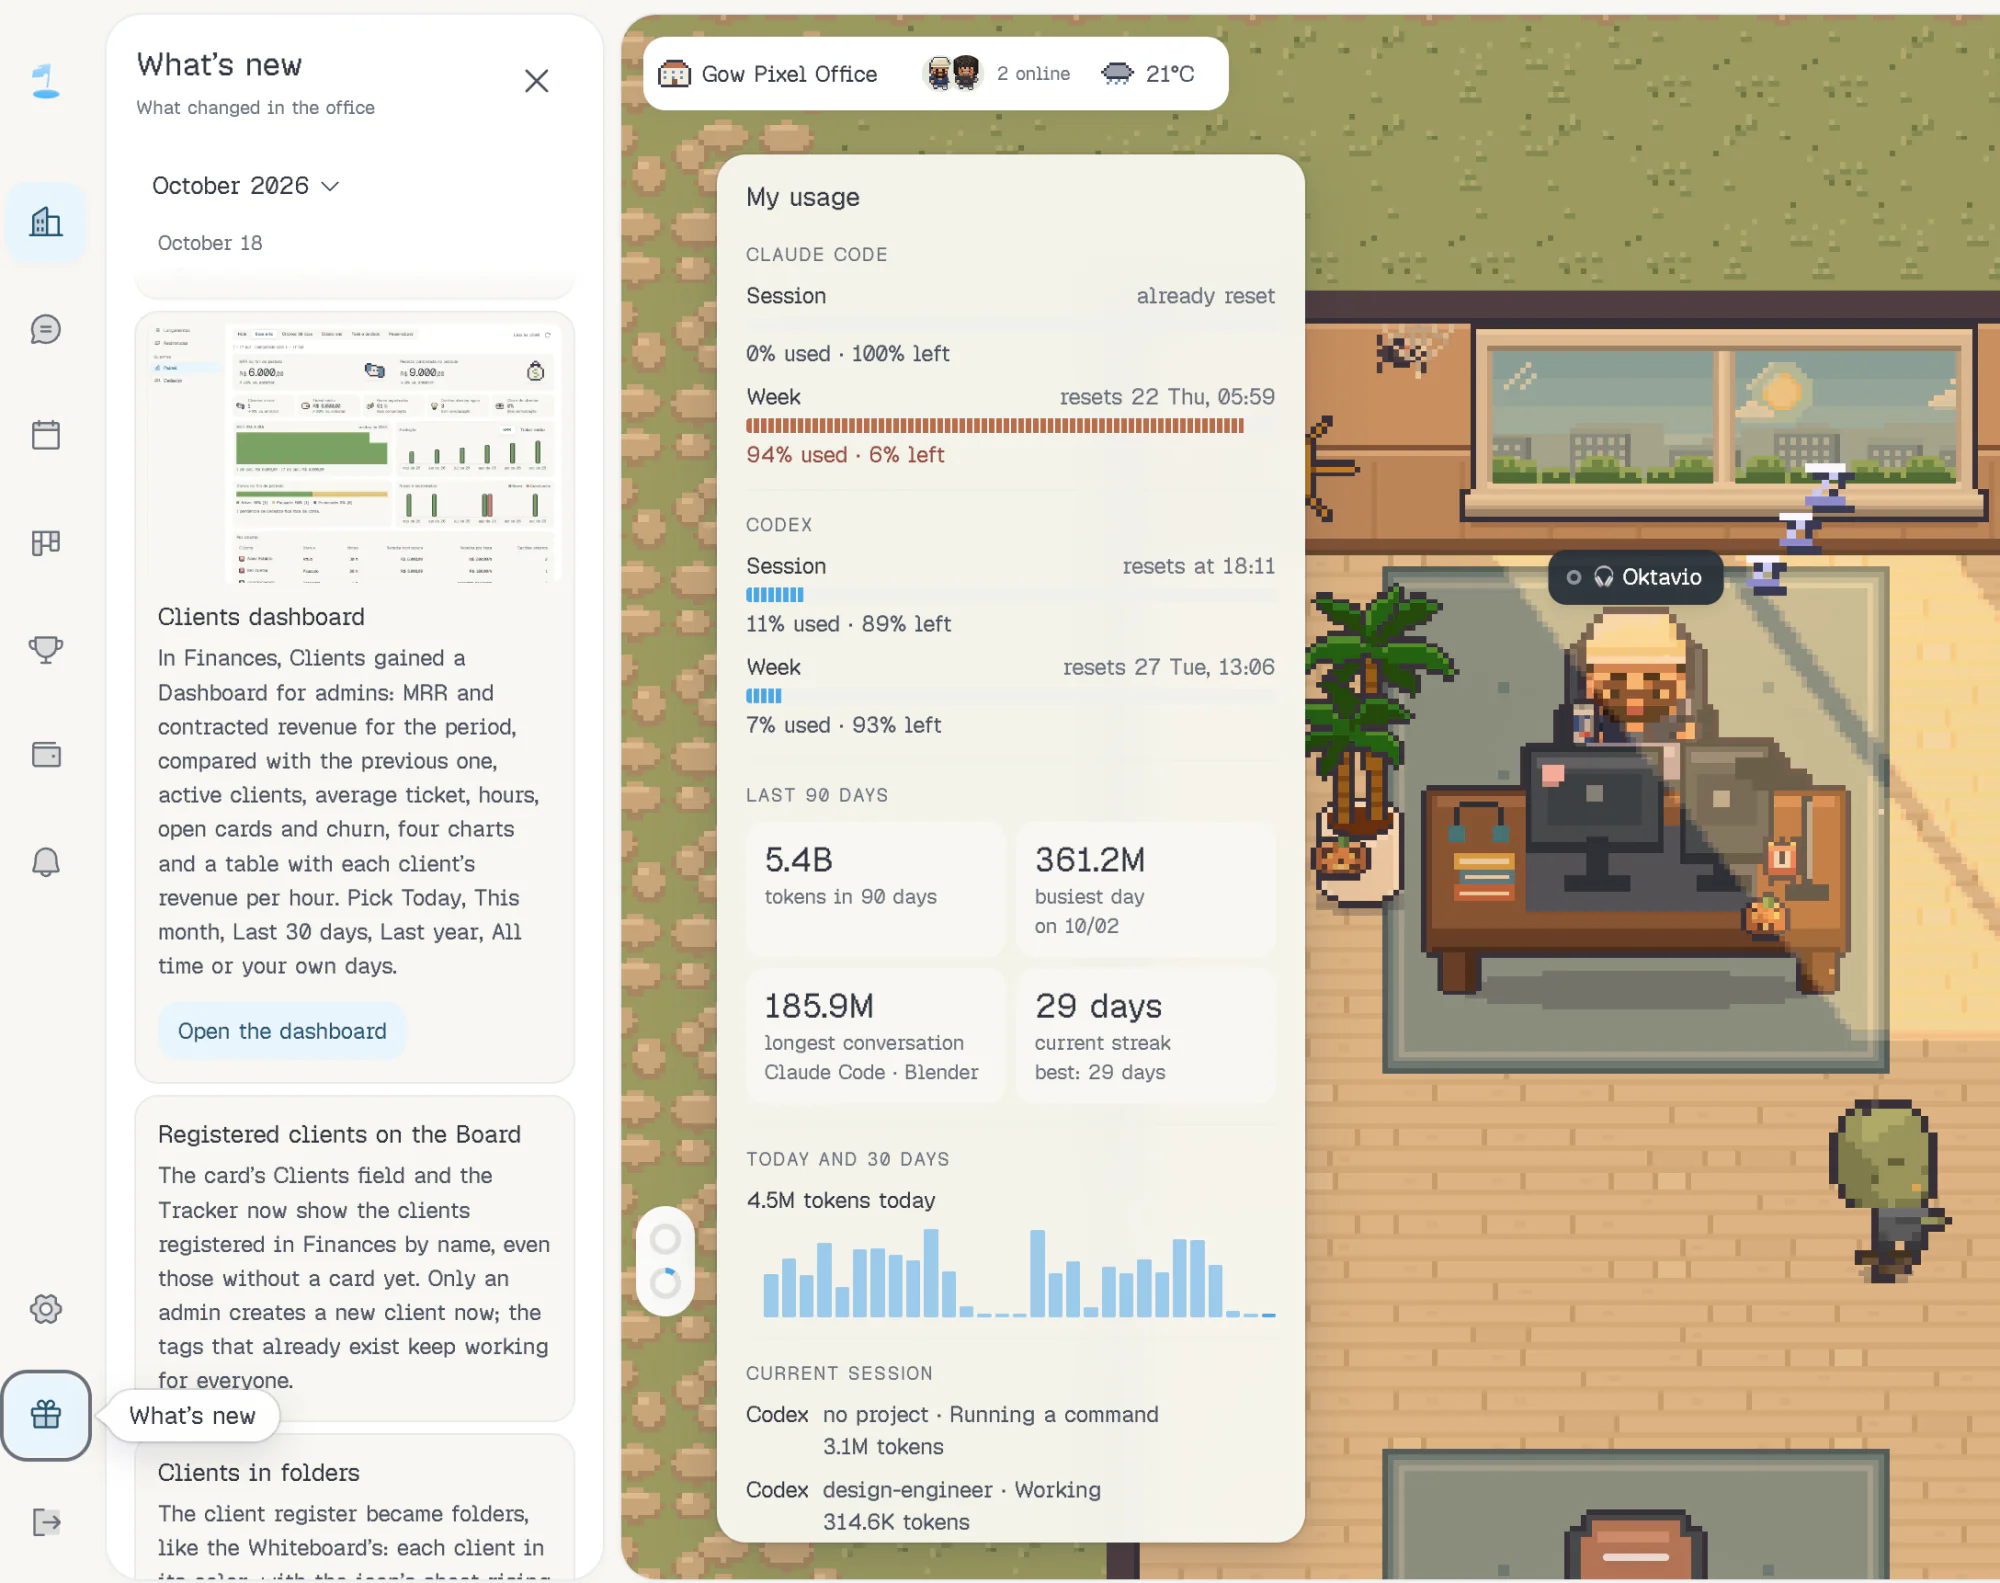 What's new
What changed in the office
October 2026
October 18
Clients dashboard
In Finances, Clients gained a
Dashboard for admins: MRR and
contracted revenue for the period,
compared with the previous one,
active clients, average ticket, hours,
open cards and churn, four charts
and a table with each client's
revenue per hour. Pick Today, This
month, Last 30 days, Last year, All
time or your own days.
Open the dashboard
Registered clients on the Board
The card's Clients field and the
Tracker now show the clients
registered in Finances by name, even
those without a card yet. Only an
admin creates a new client now; the
tags that already exist keep working
for everyone.
What's new
Clients in folders
The client register became folders,
like the Whiteboard's: each client in
Gow Pixel Office
2 online
21°C
My usage
CLAUDE CODE
Session already reset
0% used · 100% left
Week resets 22 Thu, 05:59
94% used · 6% left
CODEX
Session resets at 18:11
11% used · 89% left
Week resets 27 Tue, 13:06
7% used · 93% left
LAST 90 DAYS
5.4B
tokens in 90 days
361.2M
busiest day
on 10/02
185.9M
longest conversation
Claude Code · Blender
29 days
current streak
best: 29 days
TODAY AND 30 DAYS
4.5M tokens today
CURRENT SESSION
Codex no project · Running a command
3.1M tokens
Codex design-engineer · Working
314.6K tokens
Oktavio